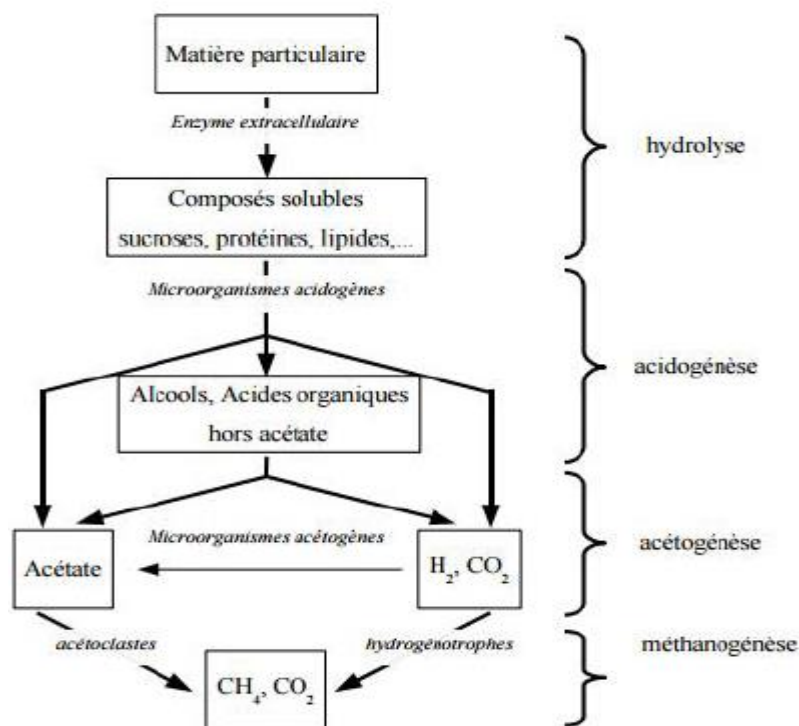 Matière particulaire
Enzyme extracellulaire
hydrolyse
Composés solubles
sucroses, protéines, lipides,...
Microorganismes acidogènes
acidogénèse
Alcools, Acides organiques
hors acétate
Microorganismes acétogènes
acétogénèse
Acétate
H₂, CO₂
acétoclastes
hydrogénotrophes
méthanogénèse
CH₄, CO₂